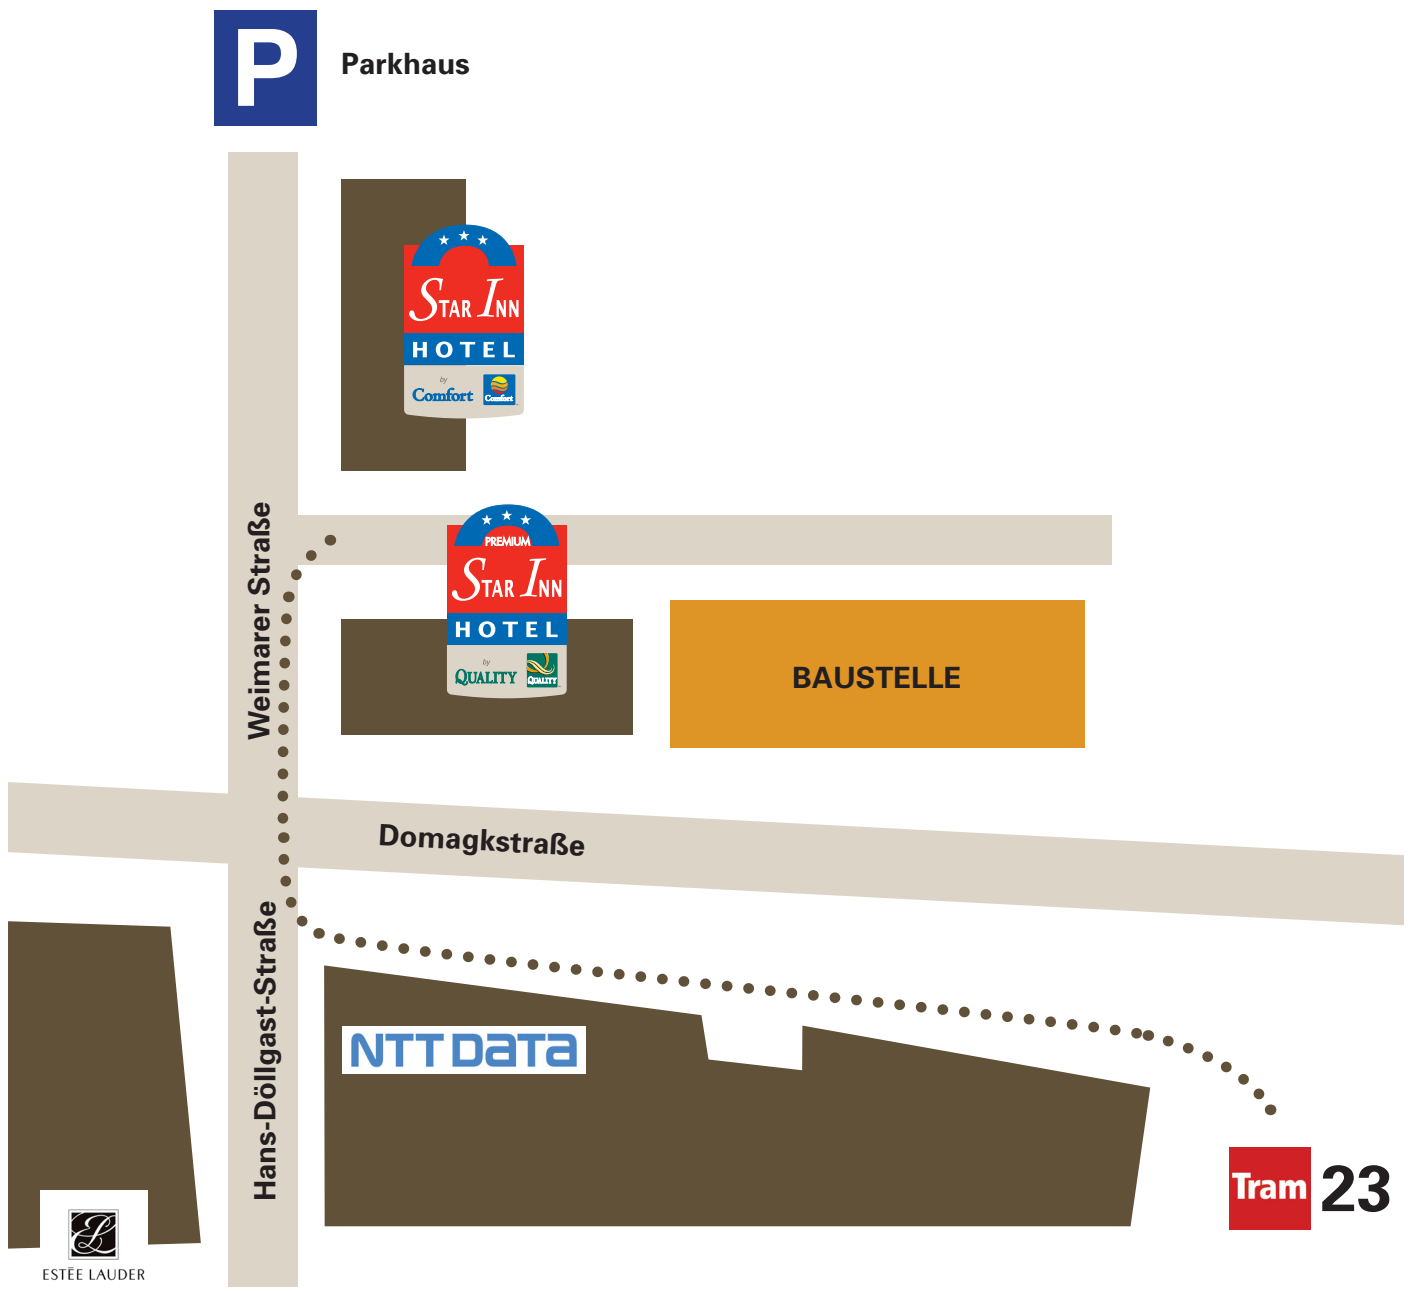 P
Parkhaus
STAR INN
HOTEL
by
Comfort
Comfort
PREMIUM
STAR INN
HOTEL
by
QUALITY
QUALITY
Weimarer Straße
BAUSTELLE
Domagkstraße
Hans-Döllgast-Straße
NTT DATA
Tram 23
ESTĒE LAUDER